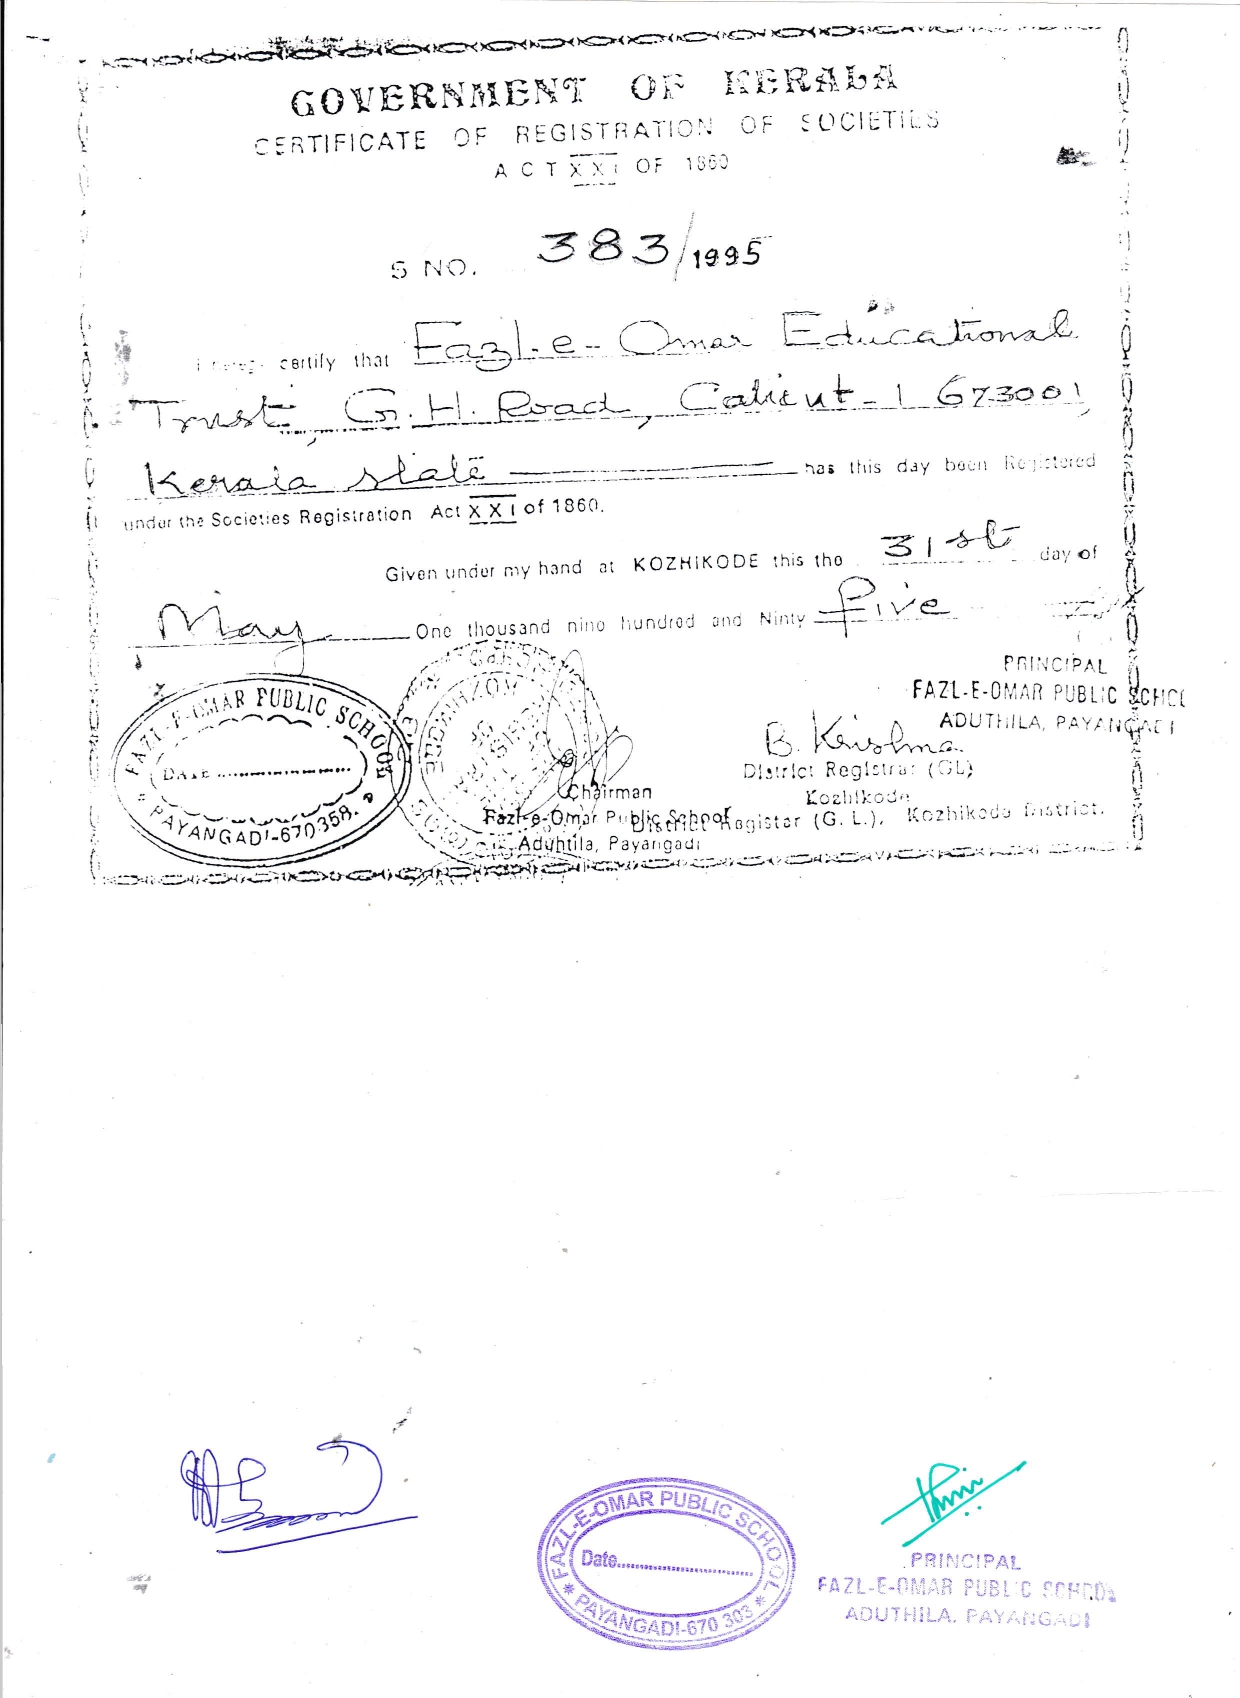 GOVERNMENT OF KERALA
CERTIFICATE OF REGISTRATION OF SOCIETIES
ACT XXI OF 1860
S NO. 383/1995
certify that Fazl-e-Omar Educational
Trust, G.H. Road, Calicut-1 673001,
Kerala state has this day been Registered
under the Societies Registration Act XXI of 1860.
Given under my hand at KOZHIKODE this the 31st day of
May One thousand nine hundred and Ninty five
PRINCIPAL
FAZL-E-OMAR PUBLIC SCHOOL
ADUTHILA, PAYANGADI
FAZL-E-OMAR PUBLIC SCHOOL
DATE
PAYANGADI-670358.
B. Krishna
District Registrar (GL)
Kozhikode
District Registar (G. L.), Kozhikode District.
Chairman
Fazl-e-Omar Public School
Aduhtila, Payangadi
FAZL-E-OMAR PUBLIC SCHOOL
Date
PAYANGADI-670 303
PRINCIPAL
FAZL-E-OMAR PUBLIC SCHOOL
ADUTHILA, PAYANGADI